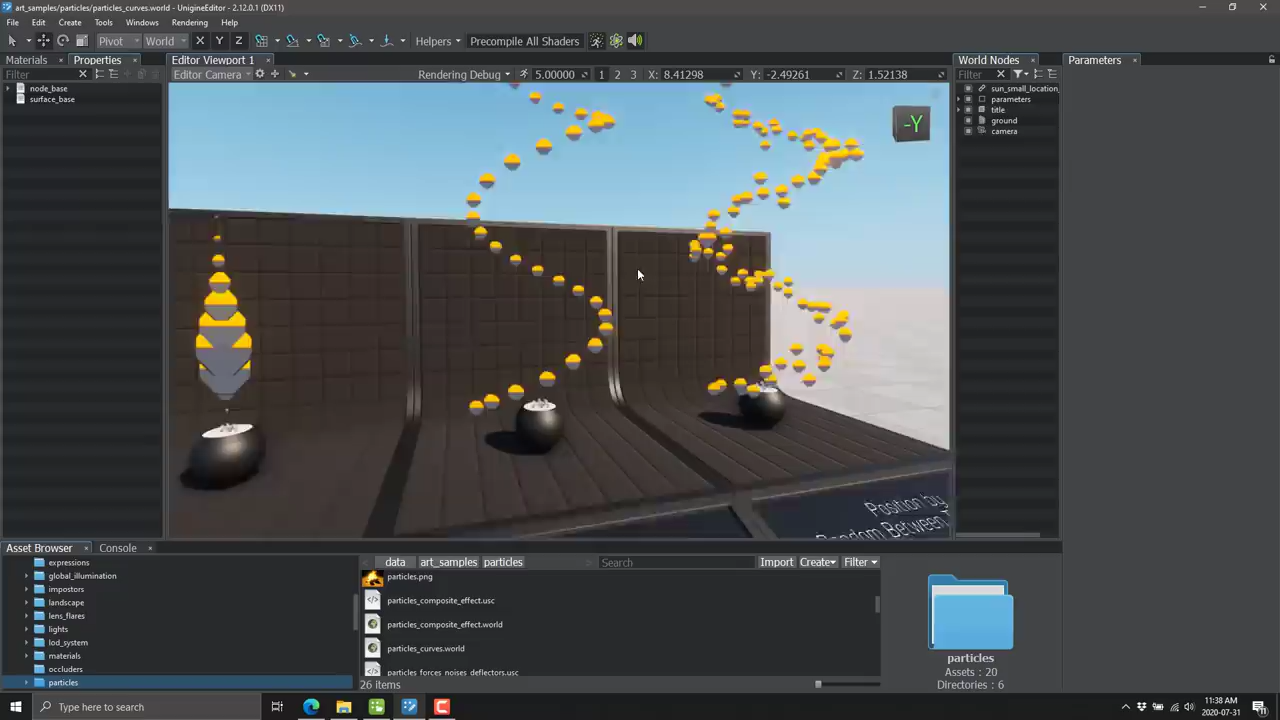 art_samples/particles/particles_curves.world - UnigineEditor - 2.12.0.1 (DX11)
File Edit Create Tools Windows Rendering Help
Pivot World X Y Z Helpers Precompile All Shaders
Materials Properties Editor Viewport 1 World Nodes Parameters
Filter Editor Camera Rendering Debug 5.00000 1 2 3 X: 8.41298 Y: -2.49261 Z: 1.52138 Filter
node_base
surface_base
sun_small_location_
parameters
title
ground
camera
-Y
Position by
Random Between
Asset Browser Console
expressions
global_illumination
impostors
landscape
lens_flares
lights
lod_system
materials
occluders
particles
data art_samples particles Search Import Create Filter
particles.png
particles_composite_effect.usc
particles_composite_effect.world
particles_curves.world
particles_forces_noises_deflectors.usc
26 items
particles
Assets : 20
Directories : 6
Type here to search
11:38 AM
2020-07-31